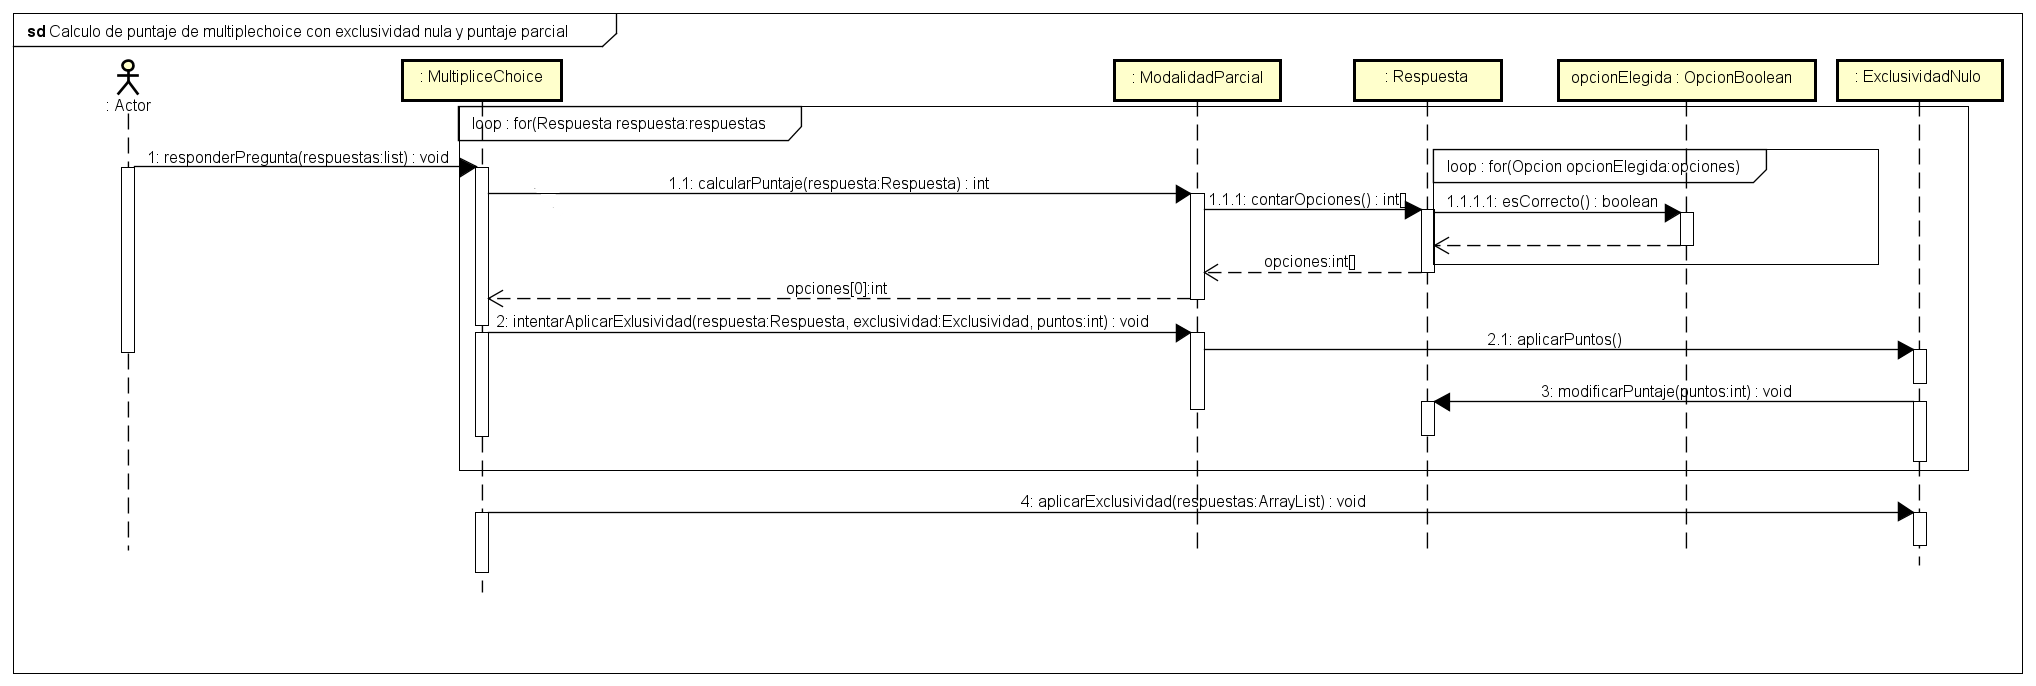 sd Calculo de puntaje de multiplechoice con exclusividad nula y puntaje parcial
: Actor
: MultipliceChoice
: ModalidadParcial
: Respuesta
opcionElegida : OpcionBoolean
: ExclusividadNulo
loop : for(Respuesta respuesta:respuestas
1: responderPregunta(respuestas:list) : void
loop : for(Opcion opcionElegida:opciones)
1.1: calcularPuntaje(respuesta:Respuesta) : int
1.1.1: contarOpciones() : int[]
1.1.1.1: esCorrecto() : boolean
opciones:int[]
opciones[0]:int
2: intentarAplicarExlusividad(respuesta:Respuesta, exclusividad:Exclusividad, puntos:int) : void
2.1: aplicarPuntos()
3: modificarPuntaje(puntos:int) : void
4: aplicarExclusividad(respuestas:ArrayList) : void